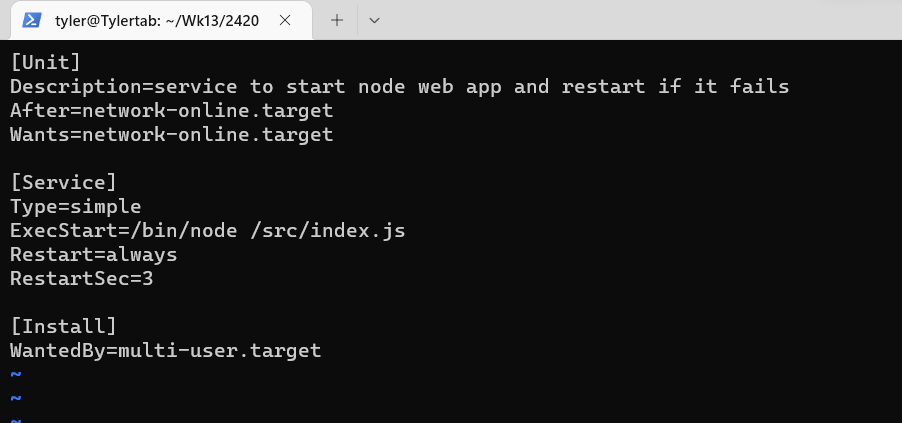 tyler@Tylertab: ~/Wk13/2420
[Unit]
Description=service to start node web app and restart if it fails
After=network-online.target
Wants=network-online.target

[Service]
Type=simple
ExecStart=/bin/node /src/index.js
Restart=always
RestartSec=3

[Install]
WantedBy=multi-user.target
~
~
~